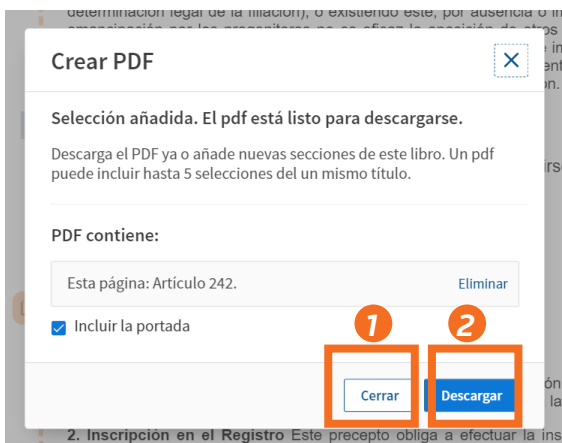 determinación legal de la filiación), o existiendo este, por ausencia o in
Crear PDF
Selección añadida. El pdf está listo para descargarse.
Descarga el PDF ya o añade nuevas secciones de este libro. Un pdf
puede incluir hasta 5 selecciones del un mismo título.
PDF contiene:
Esta página: Artículo 242.
Eliminar
Incluir la portada
1
2
Cerrar
Descargar
2. Inscripción en el Registro Este precepto obliga a efectuar la ins